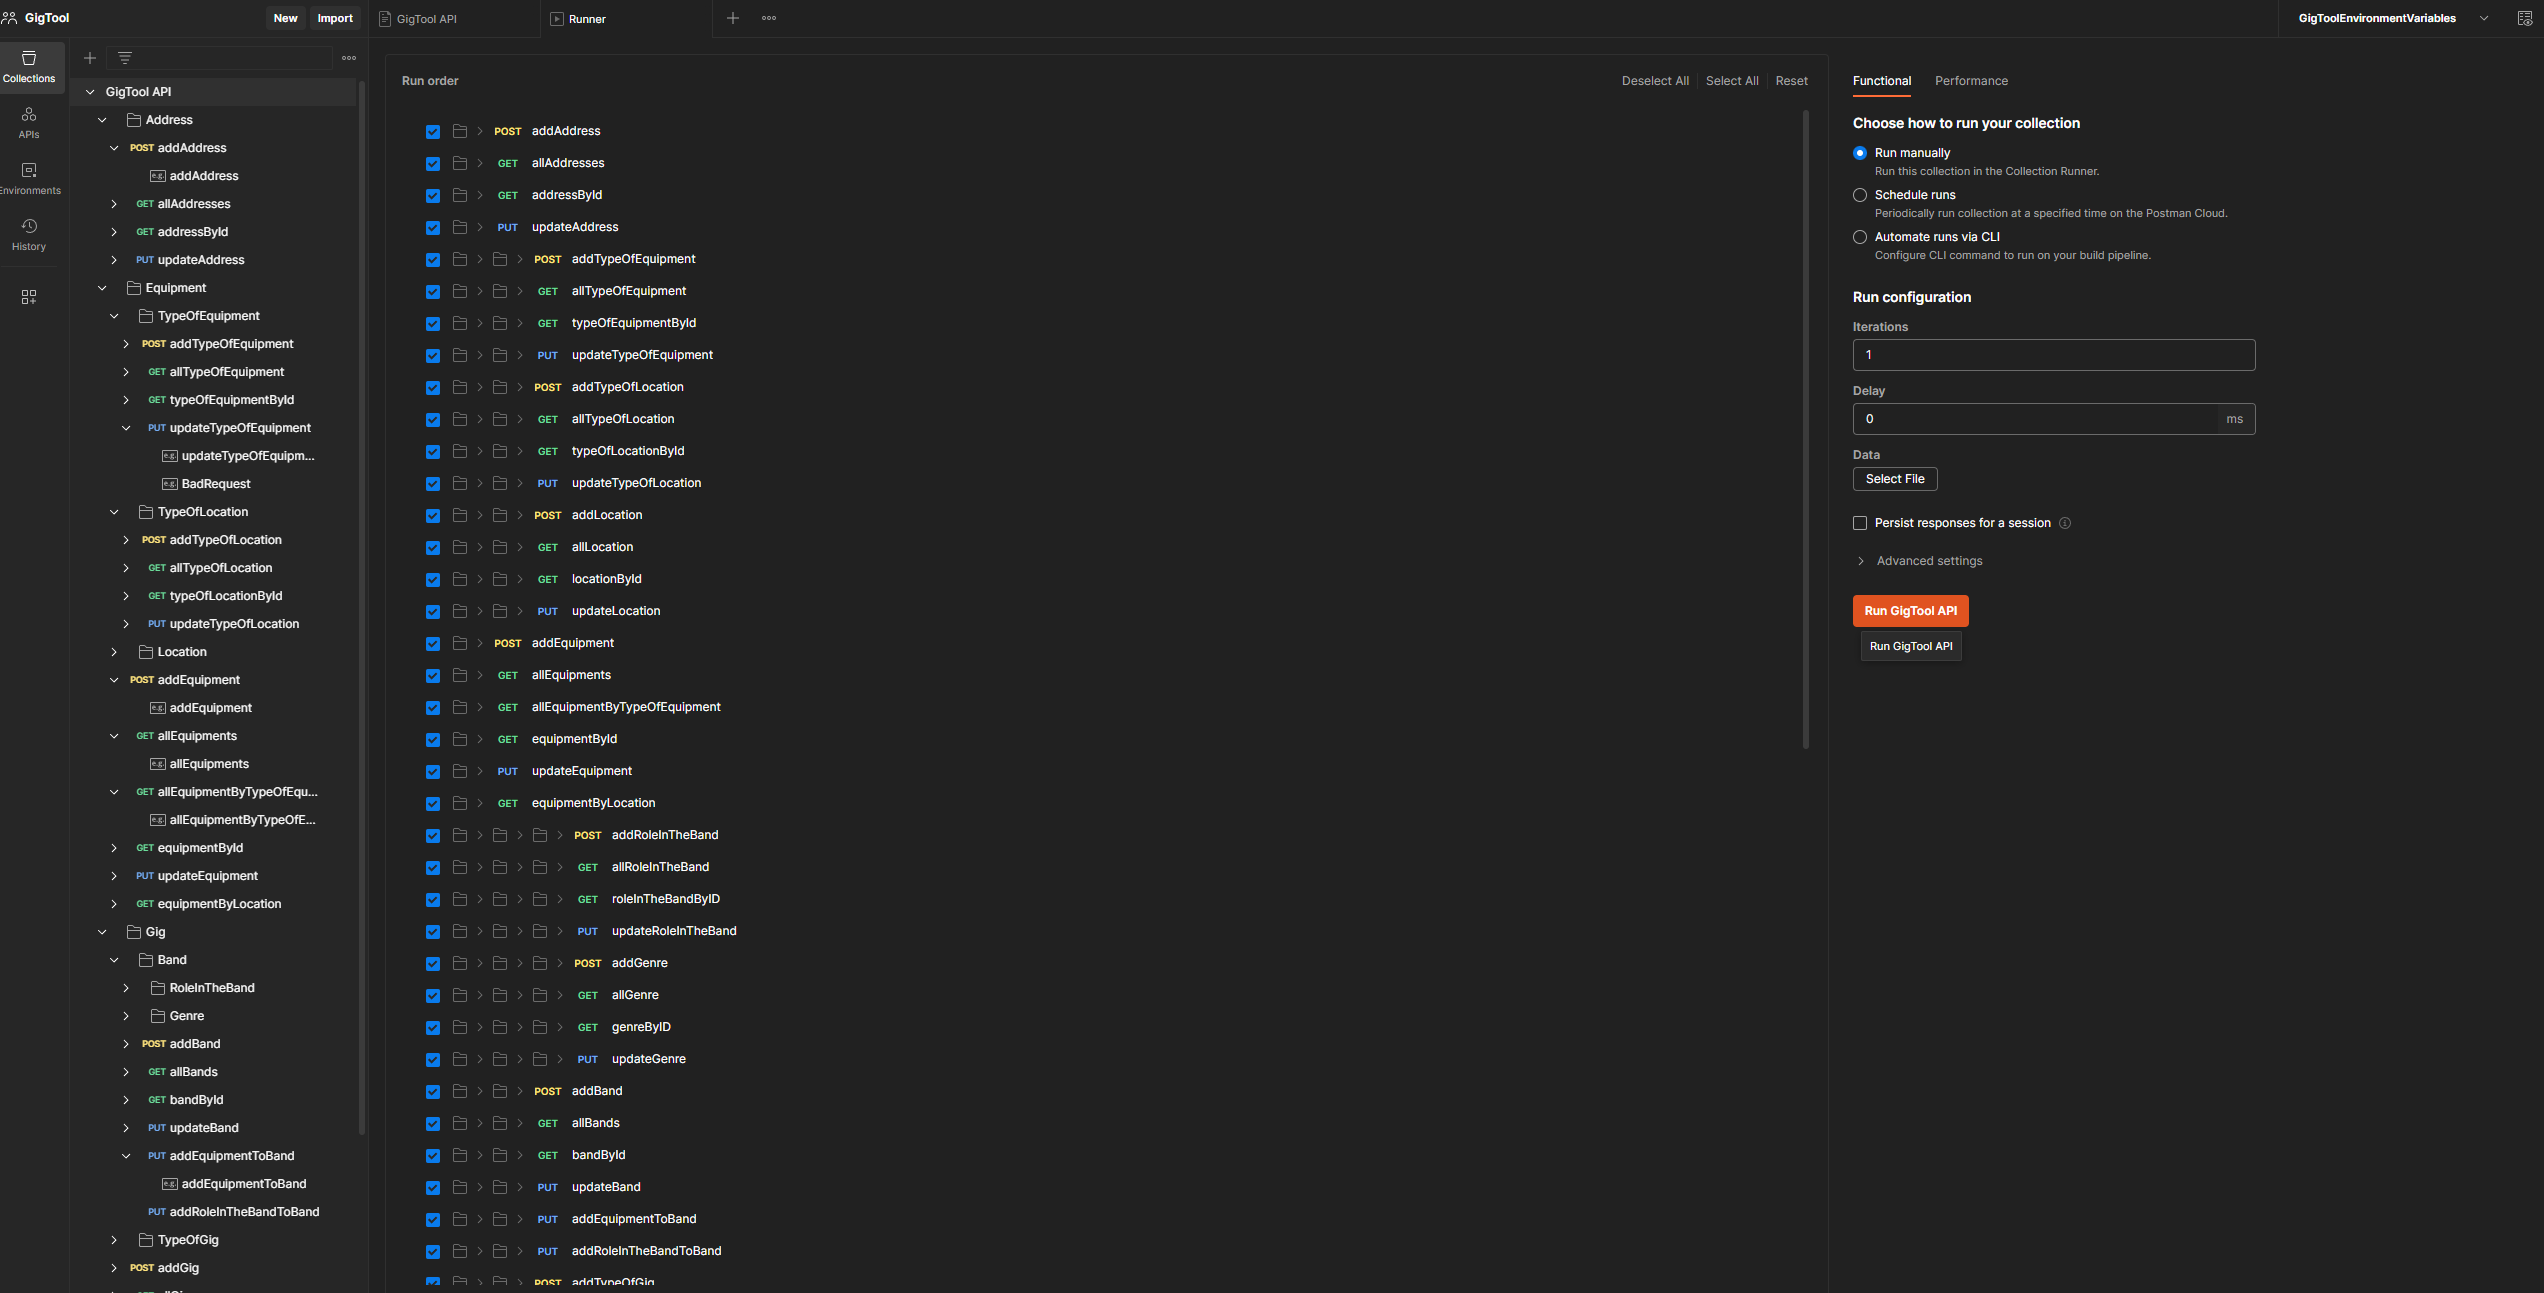 GigTool
New
Import
GigTool API
Runner
GigToolEnvironmentVariables
Collections
APIs
Environments
History
GigTool API
Address
POST addAddress
e.g. addAddress
GET allAddresses
GET addressById
PUT updateAddress
Equipment
TypeOfEquipment
POST addTypeOfEquipment
GET allTypeOfEquipment
GET typeOfEquipmentById
PUT updateTypeOfEquipment
e.g. updateTypeOfEquipm...
e.g. BadRequest
TypeOfLocation
POST addTypeOfLocation
GET allTypeOfLocation
GET typeOfLocationById
PUT updateTypeOfLocation
Location
POST addEquipment
e.g. addEquipment
GET allEquipments
e.g. allEquipments
GET allEquipmentByTypeOfEqu...
e.g. allEquipmentByTypeOfE...
GET equipmentById
PUT updateEquipment
GET equipmentByLocation
Gig
Band
RoleInTheBand
Genre
POST addBand
GET allBands
GET bandById
PUT updateBand
PUT addEquipmentToBand
e.g. addEquipmentToBand
PUT addRoleInTheBandToBand
TypeOfGig
POST addGig
Run order
Deselect All
Select All
Reset
POST addAddress
GET allAddresses
GET addressById
PUT updateAddress
POST addTypeOfEquipment
GET allTypeOfEquipment
GET typeOfEquipmentById
PUT updateTypeOfEquipment
POST addTypeOfLocation
GET allTypeOfLocation
GET typeOfLocationById
PUT updateTypeOfLocation
POST addLocation
GET allLocation
GET locationById
PUT updateLocation
POST addEquipment
GET allEquipments
GET allEquipmentByTypeOfEquipment
GET equipmentById
PUT updateEquipment
GET equipmentByLocation
POST addRoleInTheBand
GET allRoleInTheBand
GET roleInTheBandByID
PUT updateRoleInTheBand
POST addGenre
GET allGenre
GET genreByID
PUT updateGenre
POST addBand
GET allBands
GET bandById
PUT updateBand
PUT addEquipmentToBand
PUT addRoleInTheBandToBand
POST addTypeOfGig
Functional
Performance
Choose how to run your collection
Run manually
Run this collection in the Collection Runner.
Schedule runs
Periodically run collection at a specified time on the Postman Cloud.
Automate runs via CLI
Configure CLI command to run on your build pipeline.
Run configuration
Iterations
1
Delay
0 ms
Data
Select File
Persist responses for a session
Advanced settings
Run GigTool API
Run GigTool API